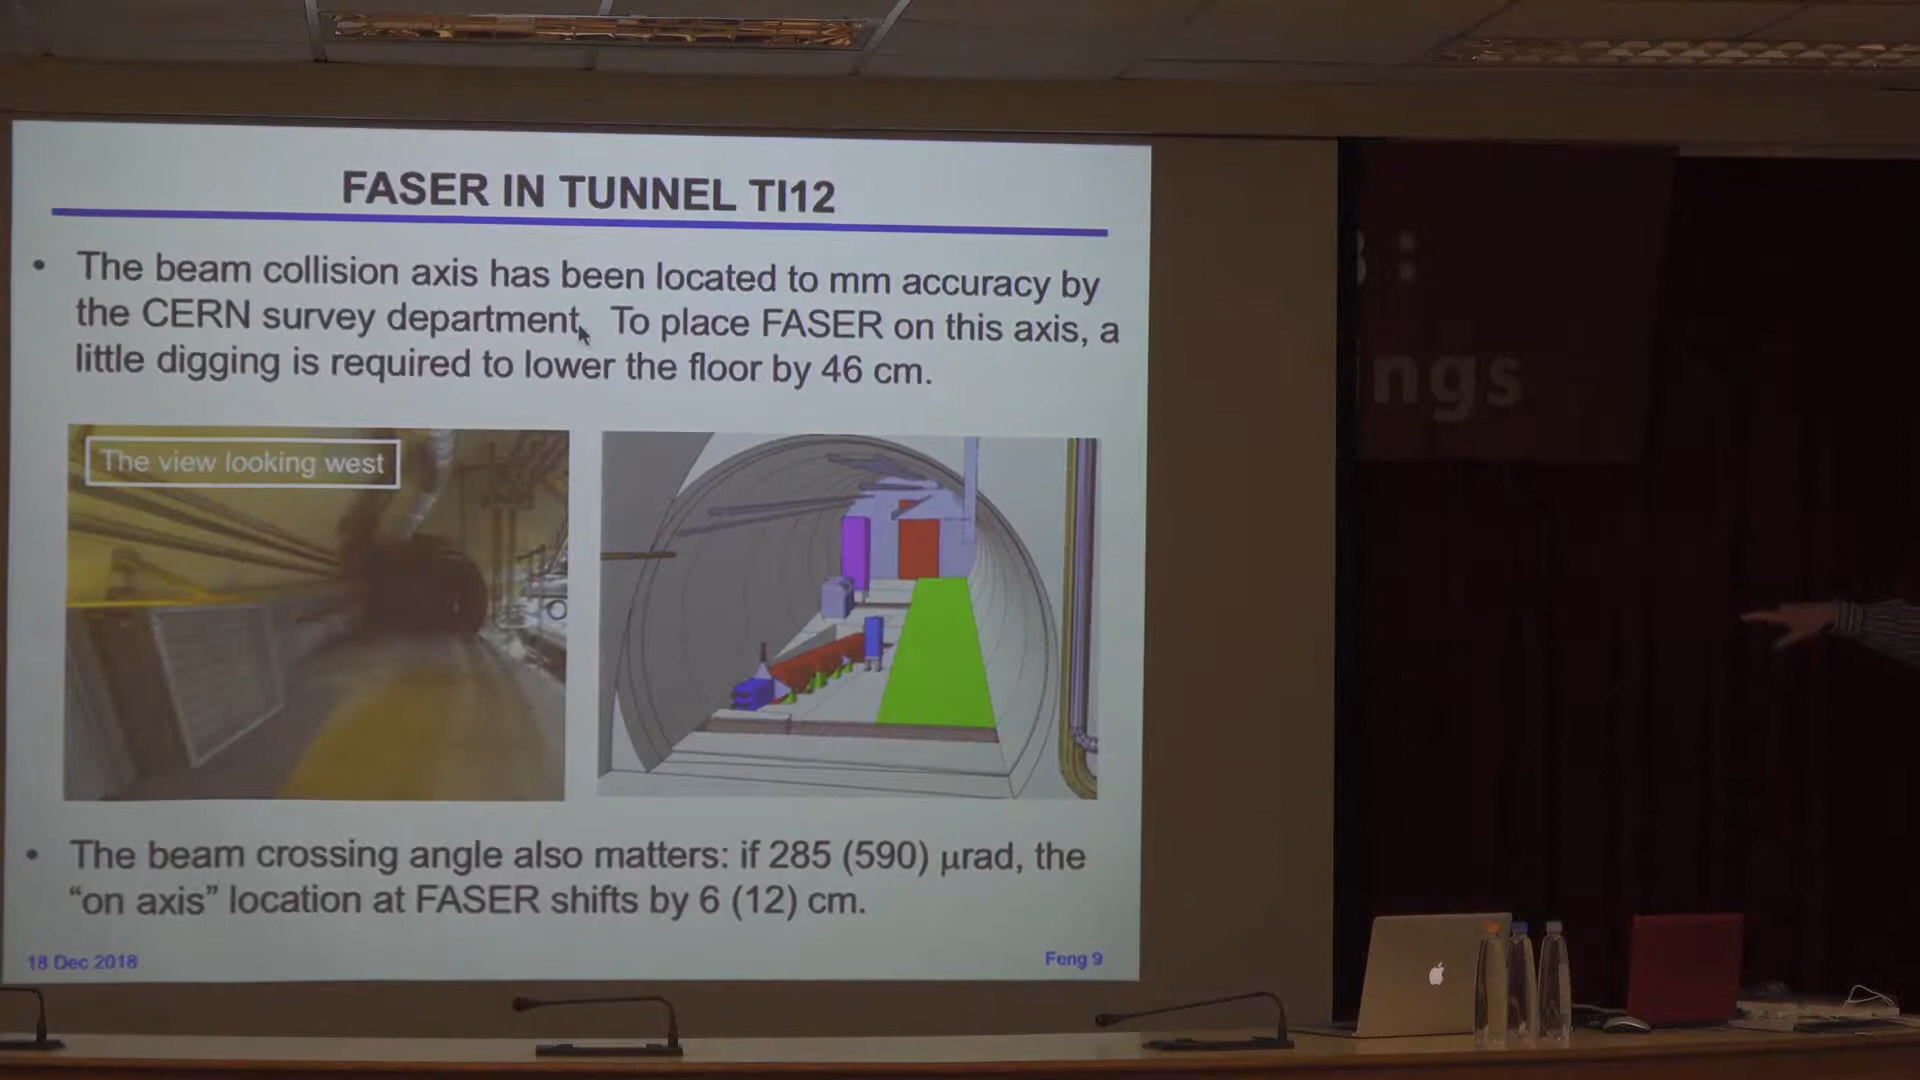 FASER IN TUNNEL TI12
• The beam collision axis has been located to mm accuracy by
the CERN survey department. To place FASER on this axis, a
little digging is required to lower the floor by 46 cm.
The view looking west
• The beam crossing angle also matters: if 285 (590) μrad, the
“on axis” location at FASER shifts by 6 (12) cm.
18 Dec 2018
Feng 9
:
ngs